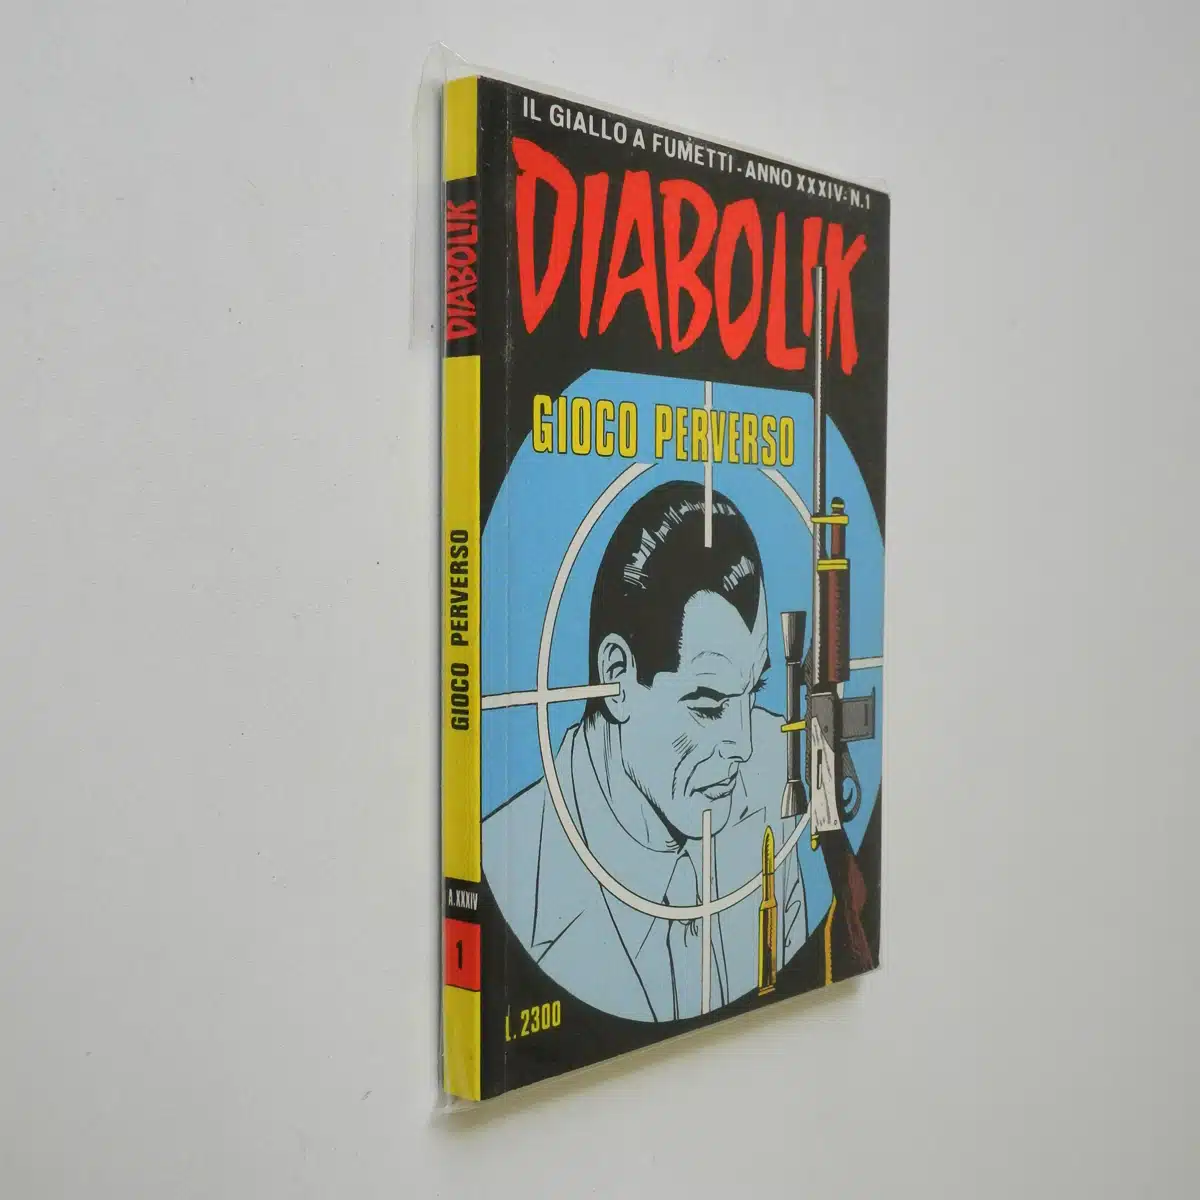 IL GIALLO A FUMETTI - ANNO XXXIV - N.1
DIABOLIK
GIOCO PERVERSO
L. 2300
DIABOLIK
GIOCO PERVERSO
A. XXXIV
1